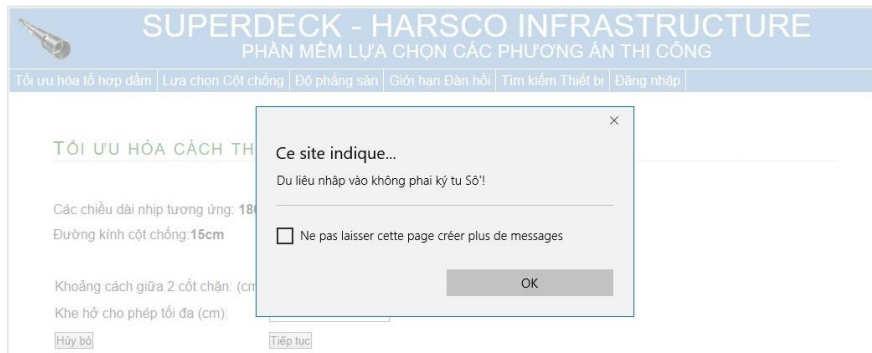 SUPERDECK - HARSCO INFRASTRUCTURE
PHẦN MỀM LỰA CHỌN CÁC PHƯƠNG ÁN THI CÔNG
Tối ưu hóa tổ hợp dầm | Lựa chọn Cột chống | Độ phẳng sàn | Giới hạn Đàn hồi | Tìm kiếm Thiết bị | Đăng nhập |
TỐI ƯU HÓA CÁCH TH
Ce site indique...
Du liêu nhâp vào không phai ký tu Sô'!
Các chiều dài nhịp tương ứng: 18
Đường kính cột chống:15cm
Ne pas laisser cette page créer plus de messages
OK
Khoảng cách giữa 2 cốt chặn: (cm
Khe hở cho phép tối đa (cm):
Hủy bỏ
Tiếp tục